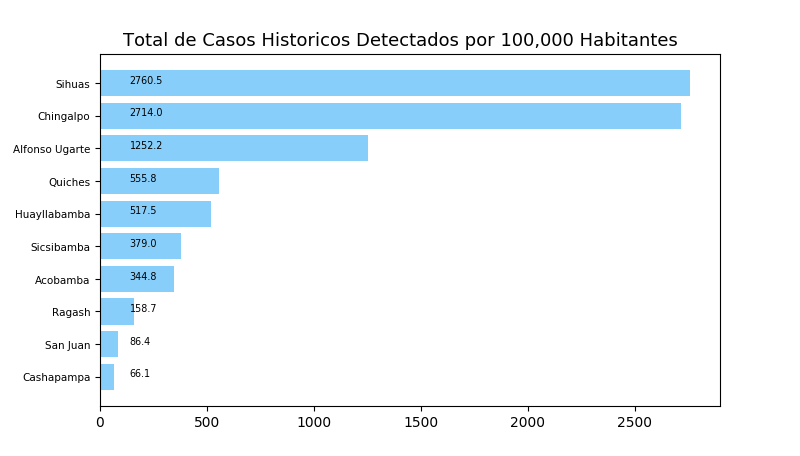 Total de Casos Historicos Detectados por 100,000 Habitantes
Sihuas 2760.5
Chingalpo 2714.0
Alfonso Ugarte 1252.2
Quiches 555.8
Huayllabamba 517.5
Sicsibamba 379.0
Acobamba 344.8
Ragash 158.7
San Juan 86.4
Cashapampa 66.1
0 500 1000 1500 2000 2500